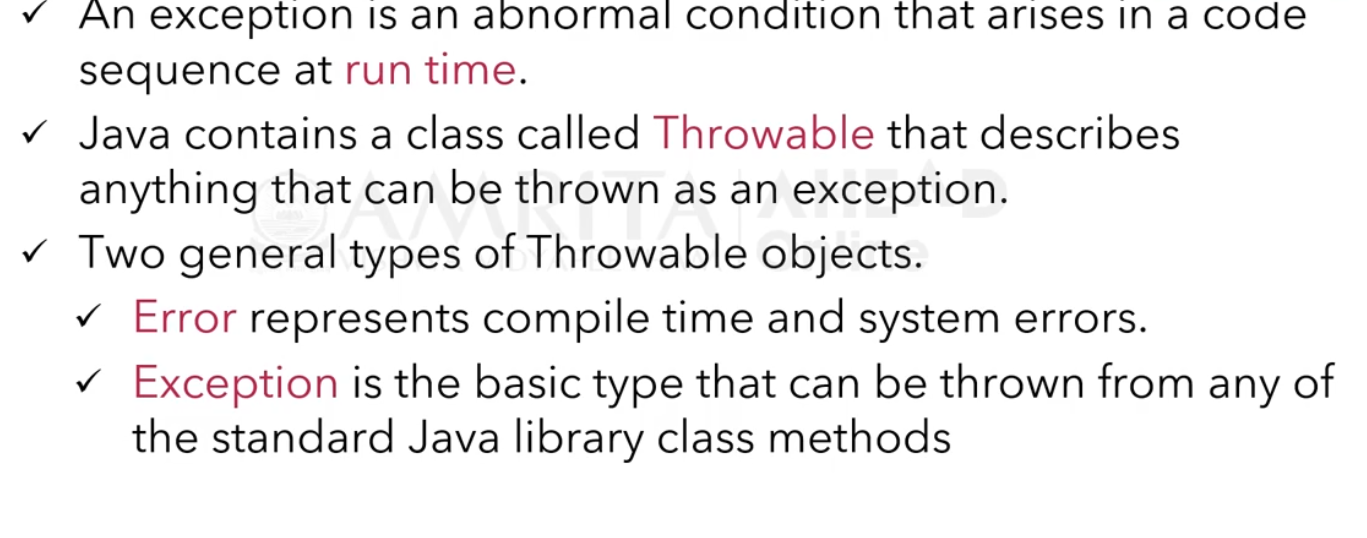 ✓ An exception is an abnormal condition that arises in a code
sequence at run time.
✓ Java contains a class called Throwable that describes
anything that can be thrown as an exception.
AMRITA | AHEAD
Online
✓ Two general types of Throwable objects.
✓ Error represents compile time and system errors.
✓ Exception is the basic type that can be thrown from any of
the standard Java library class methods